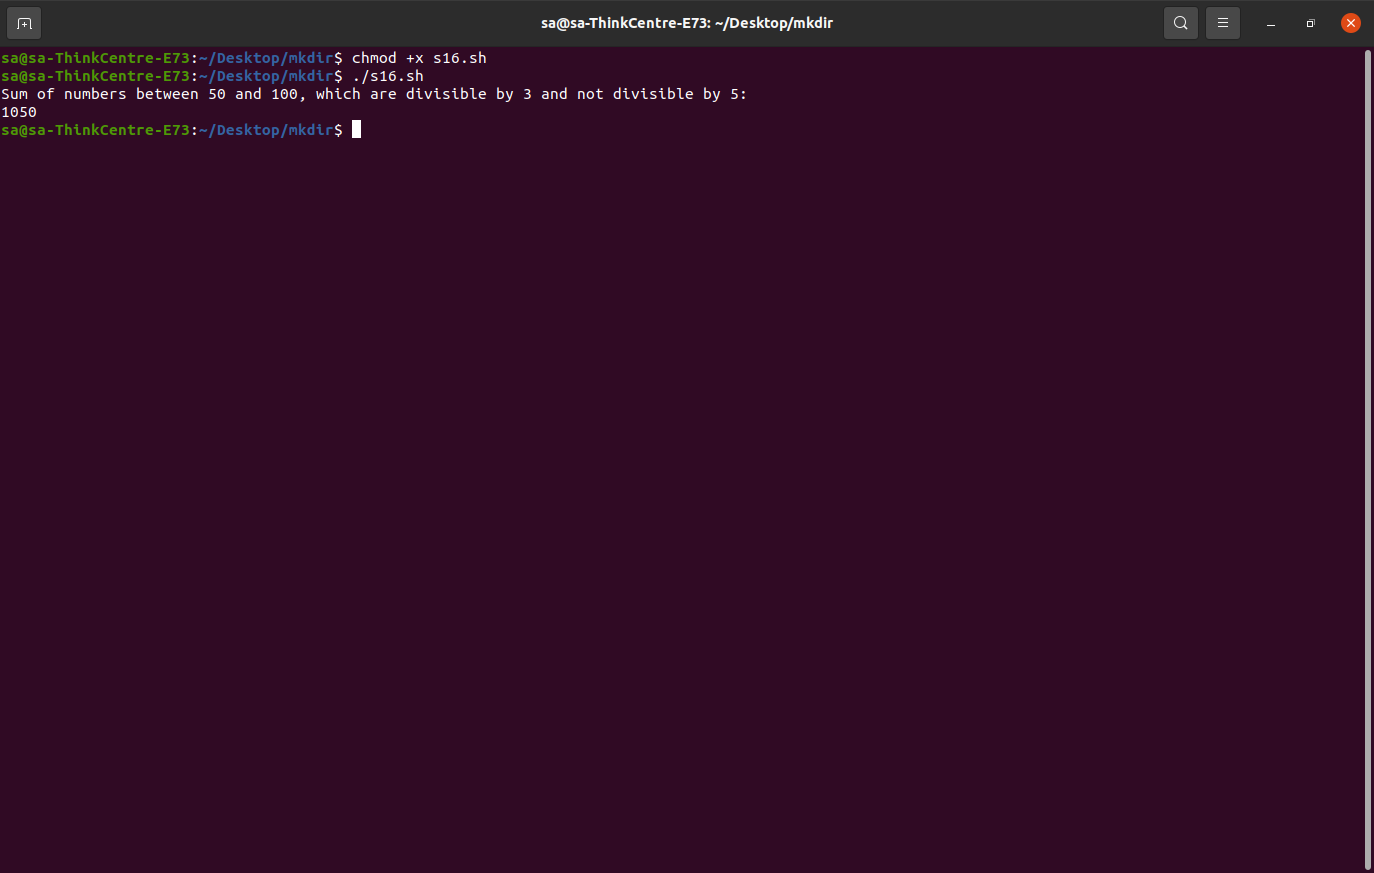 sa@sa-ThinkCentre-E73: ~/Desktop/mkdir
sa@sa-ThinkCentre-E73:~/Desktop/mkdir$ chmod +x s16.sh
sa@sa-ThinkCentre-E73:~/Desktop/mkdir$ ./s16.sh
Sum of numbers between 50 and 100, which are divisible by 3 and not divisible by 5:
1050
sa@sa-ThinkCentre-E73:~/Desktop/mkdir$